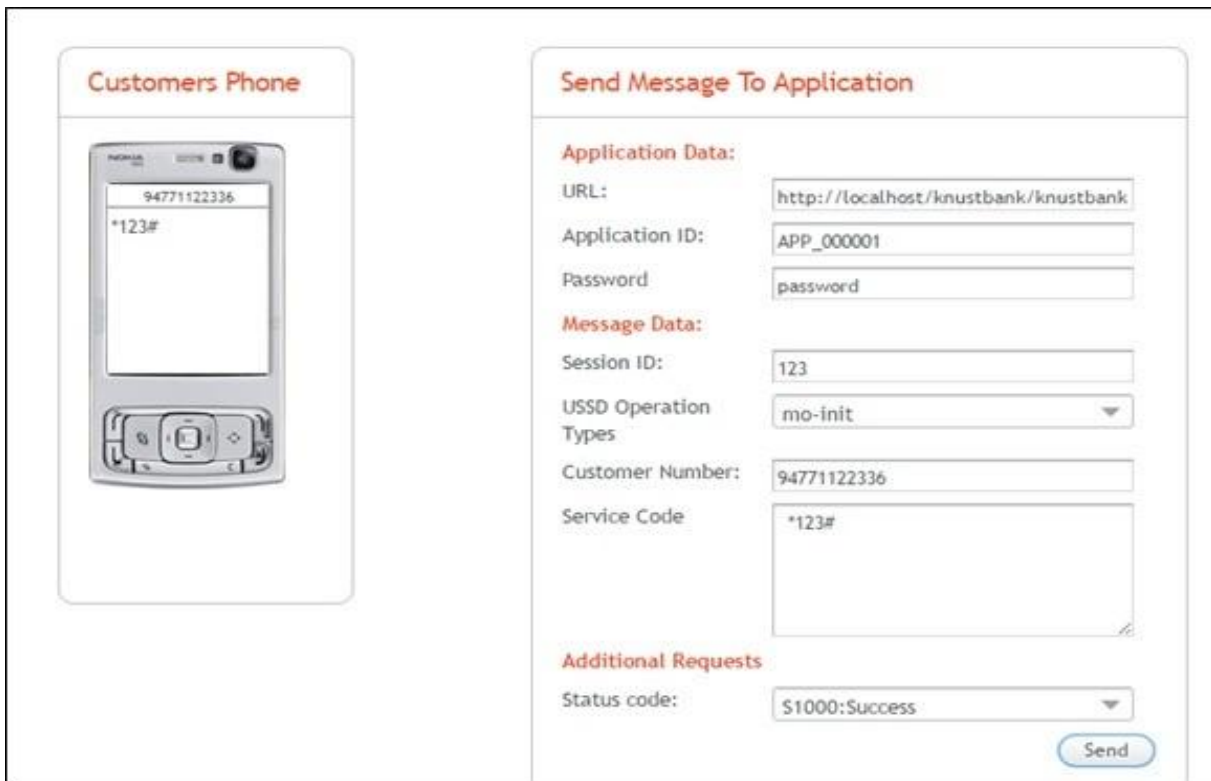 Customers Phone
NOKIA
94771122336
*123#
Send Message To Application
Application Data:
URL:
http://localhost/knustbank/knustbank
Application ID:
APP_000001
Password
password
Message Data:
Session ID:
123
USSD Operation
Types
mo-init
Customer Number:
94771122336
Service Code
*123#
Additional Requests
Status code:
S1000:Success
Send